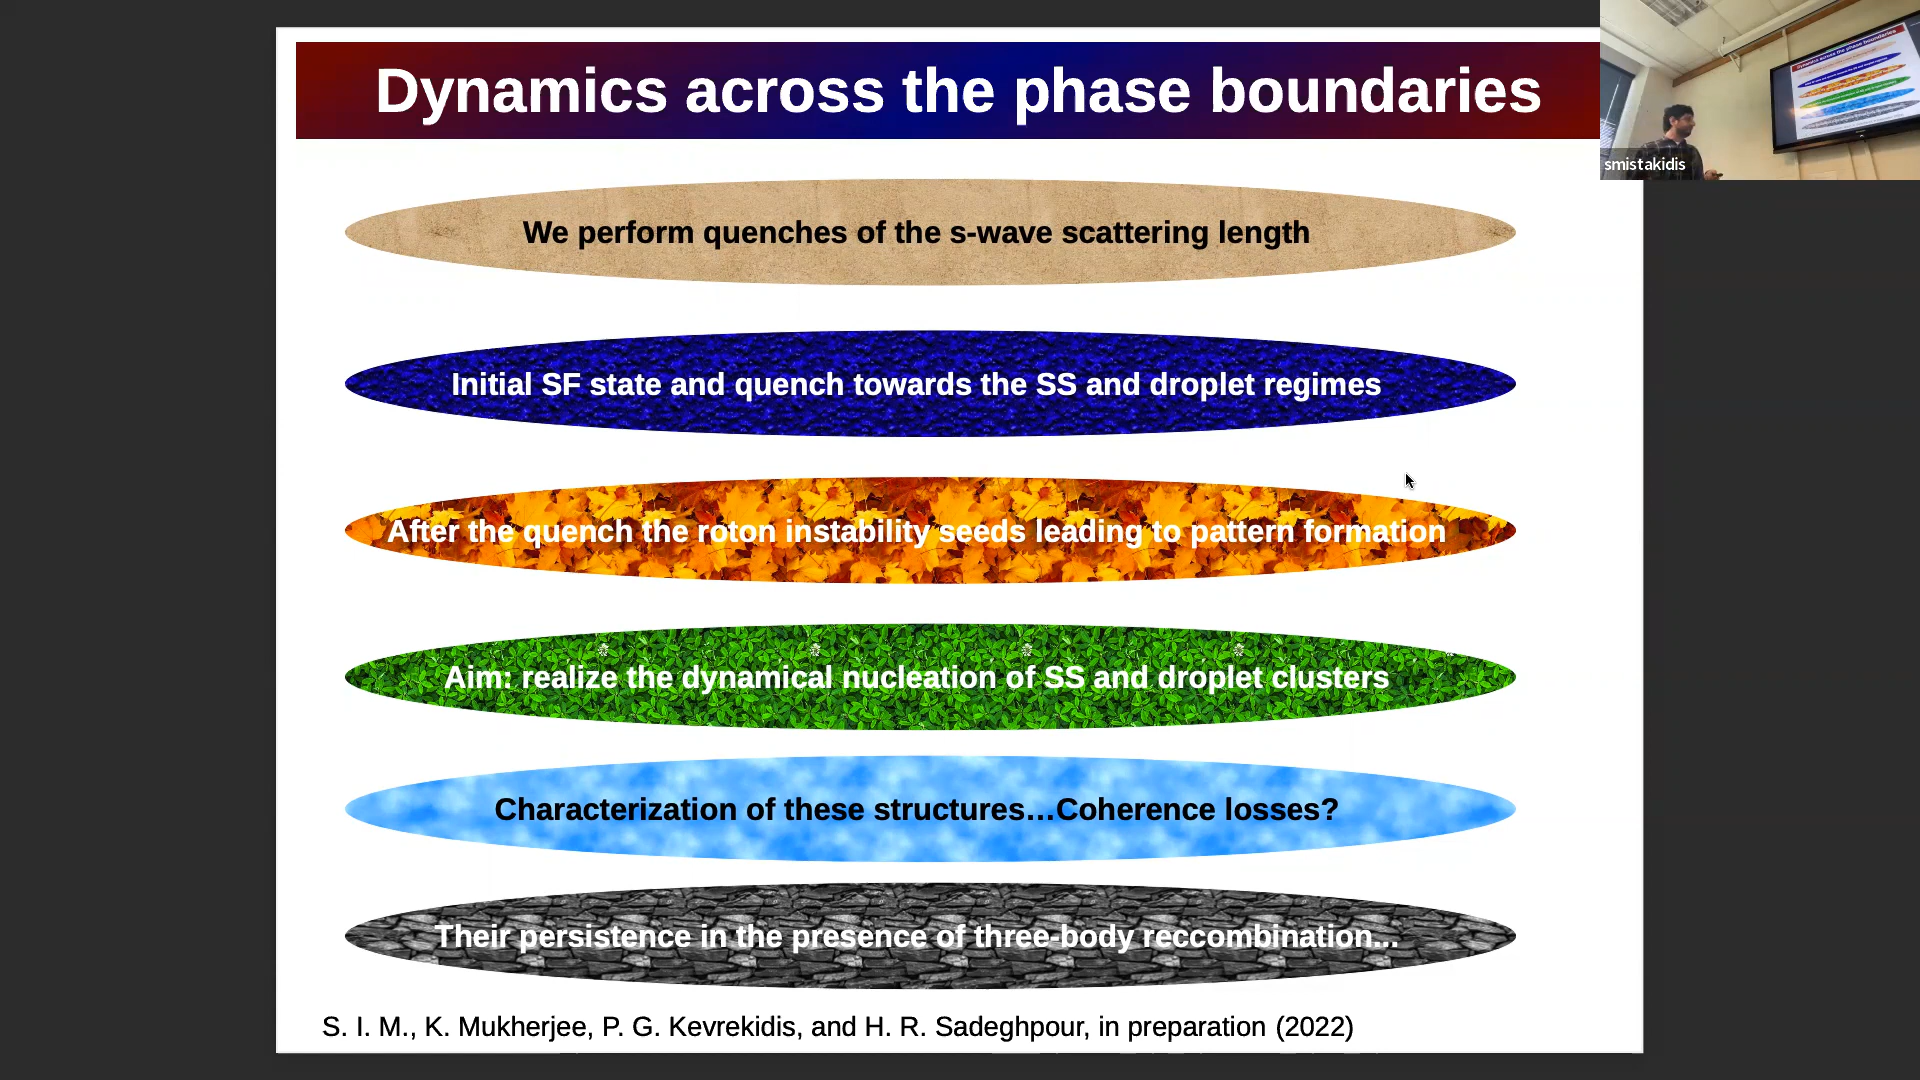 Dynamics across the phase boundaries
smistakidis
We perform quenches of the s-wave scattering length
Initial SF state and quench towards the SS and droplet regimes
After the quench the roton instability seeds leading to pattern formation
Aim: realize the dynamical nucleation of SS and droplet clusters
Characterization of these structures...Coherence losses?
Their persistence in the presence of three-body reccombination...
S. I. M., K. Mukherjee, P. G. Kevrekidis, and H. R. Sadeghpour, in preparation (2022)